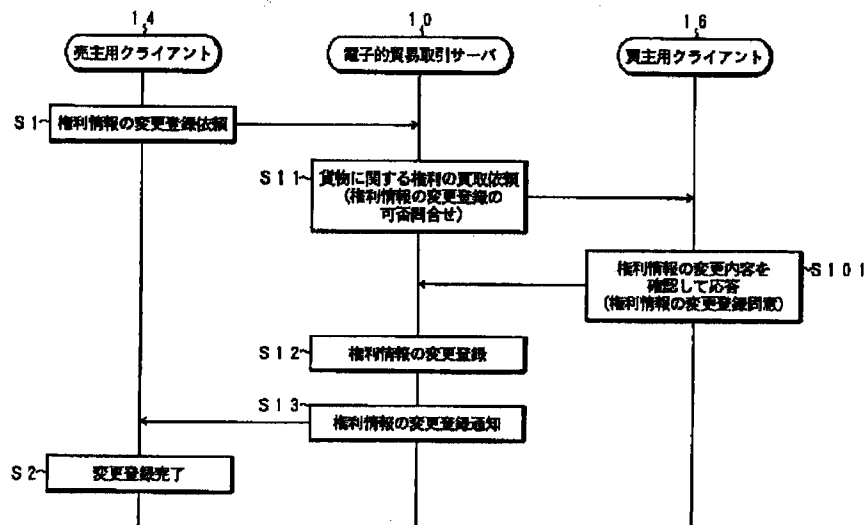 14
10
16
売主用クライアント
電子的貿易取引サーバ
買主用クライアント
S1
権利情報の変更登録依頼
S11
貨物に関する権利の買取依頼
(権利情報の変更登録の
可否問合せ)
権利情報の変更内容を
確認して応答
(権利情報の変更登録同意)
S101
S12
権利情報の変更登録
S13
権利情報の変更登録通知
S2
変更登録完了